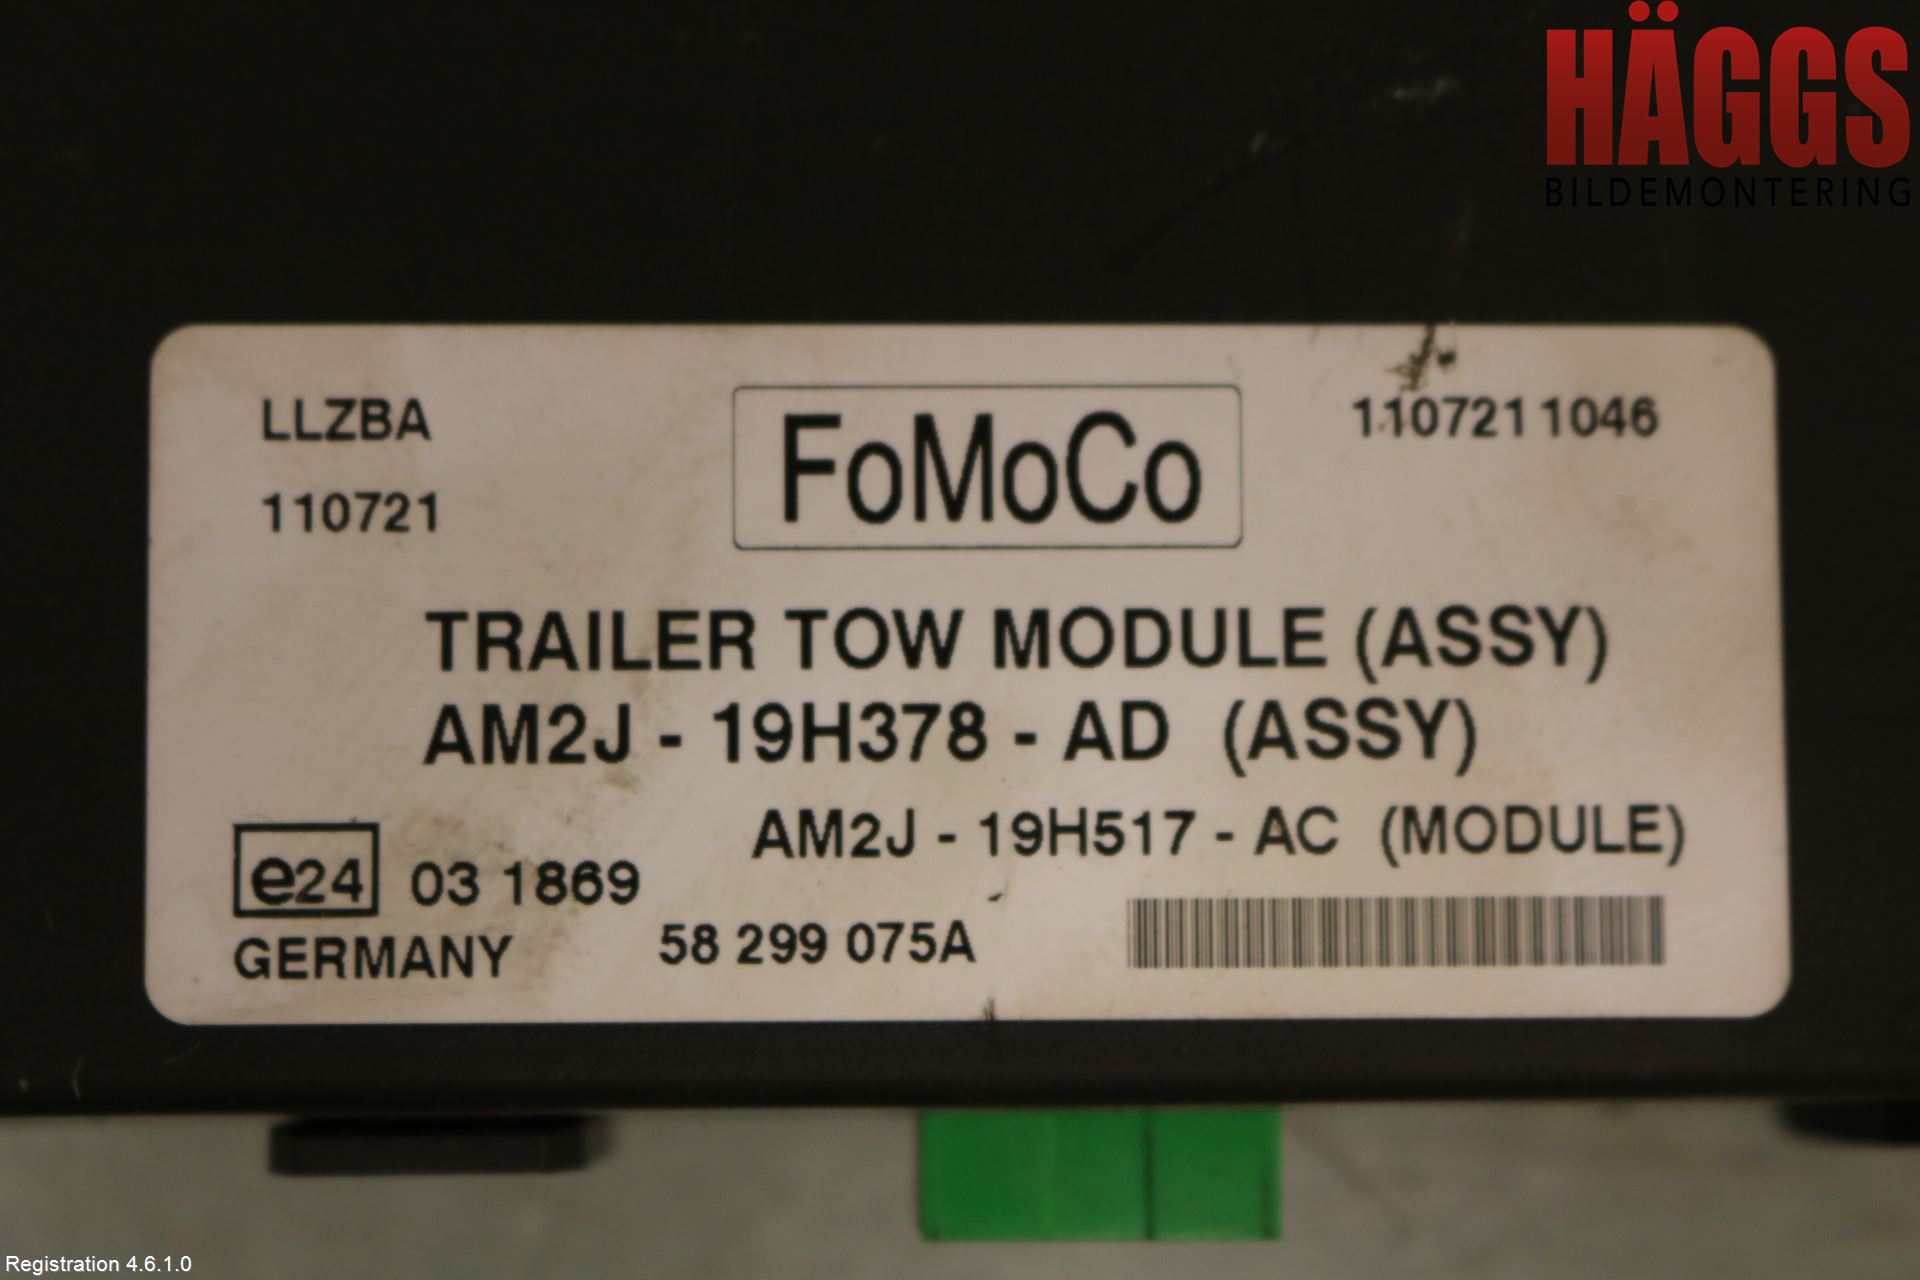 HÄGGS
BILDEMONTERING
LLZBA
FoMoCo
1107211046
110721
TRAILER TOW MODULE (ASSY)
AM2J - 19H378 - AD (ASSY)
AM2J - 19H517 - AC (MODULE)
e24 03 1869
GERMANY
58 299 075A
Registration 4.6.1.0